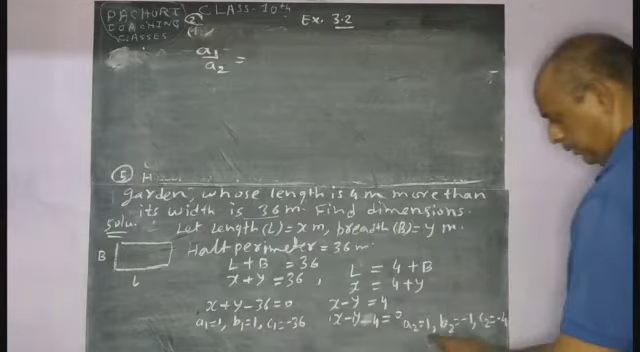 PACHORI COACHING CLASSES
CLASS-10th
Ex. 3.2
a1/a2 =
5 H
garden, whose length is 4 m more than
its width is 36 m. Find dimensions.
Solu. Let length (L) = x m, breadth (B) = y m.
Half perimeter = 36 m.
B
L
L + B = 36
x + y = 36,
L = 4 + B
x = 4 + y
x + y - 36 = 0
x - y = 4
a1=1, b1=1, c1=-36
x - y - 4 = 0
a2=1, b2=-1, c2=-4